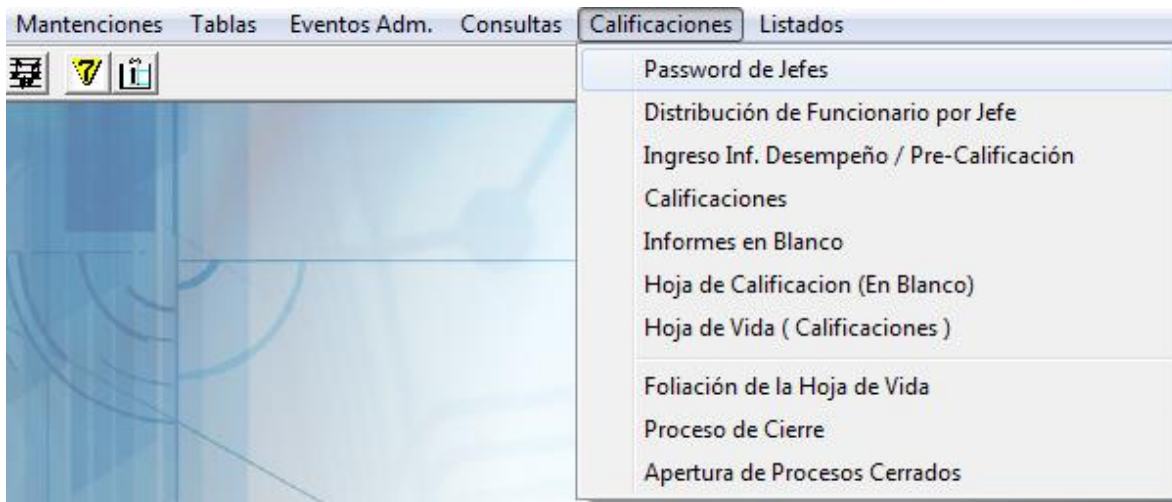 Mantenciones Tablas Eventos Adm. Consultas Calificaciones Listados
Password de Jefes
Distribución de Funcionario por Jefe
Ingreso Inf. Desempeño / Pre-Calificación
Calificaciones
Informes en Blanco
Hoja de Calificacion (En Blanco)
Hoja de Vida ( Calificaciones )
Foliación de la Hoja de Vida
Proceso de Cierre
Apertura de Procesos Cerrados